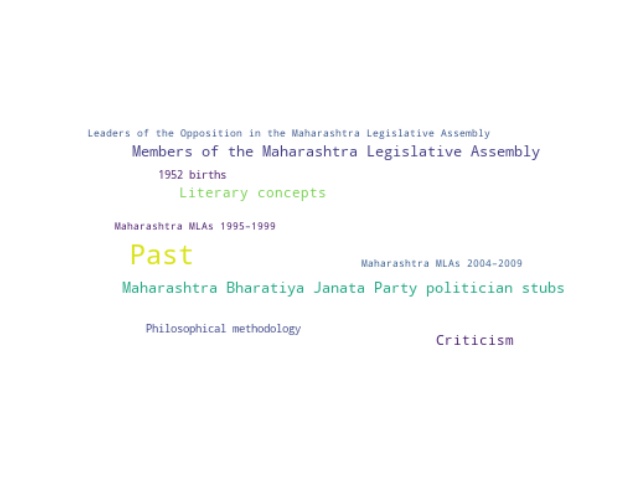 Leaders of the Opposition in the Maharashtra Legislative Assembly
Members of the Maharashtra Legislative Assembly
1952 births
Literary concepts
Maharashtra MLAs 1995–1999
Past
Maharashtra MLAs 2004–2009
Maharashtra Bharatiya Janata Party politician stubs
Philosophical methodology
Criticism